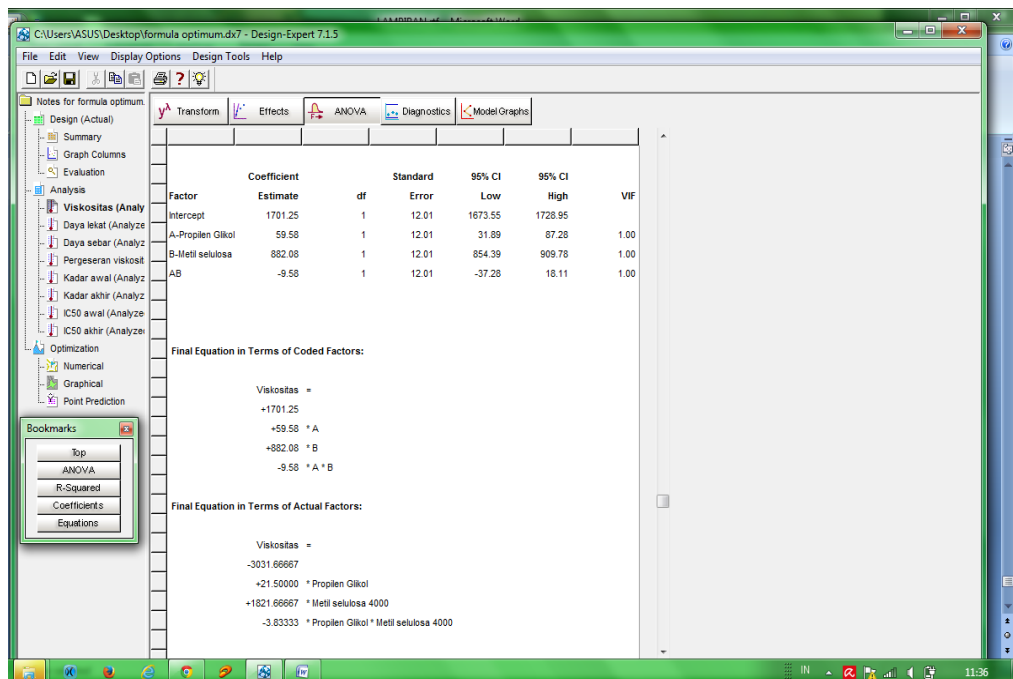 C:\Users\ASUS\Desktop\formula optimum.dx7 - Design-Expert 7.1.5
File Edit View Display Options Design Tools Help
Notes for formula optimum.
Design (Actual)
Summary
Graph Columns
Evaluation
Analysis
Viskositas (Analy
Daya lekat (Analyze
Daya sebar (Analyz
Pergeseran viskosit
Kadar awal (Analyz
Kadar akhir (Analyz
IC50 awal (Analyze
IC50 akhir (Analyze
Optimization
Numerical
Graphical
Point Prediction
Bookmarks
Top
ANOVA
R-Squared
Coefficients
Equations
yλ Transform Effects ANOVA Diagnostics Model Graphs
Coefficient Standard 95% CI 95% CI
Factor Estimate df Error Low High VIF
Intercept 1701.25 1 12.01 1673.55 1728.95
A-Propilen Glikol 59.58 1 12.01 31.89 87.28 1.00
B-Metil selulosa 882.08 1 12.01 854.39 909.78 1.00
AB -9.58 1 12.01 -37.28 18.11 1.00
Final Equation in Terms of Coded Factors:
Viskositas =
+1701.25
+59.58 * A
+882.08 * B
-9.58 * A * B
Final Equation in Terms of Actual Factors:
Viskositas =
-3031.66667
+21.50000 * Propilen Glikol
+1821.66667 * Metil selulosa 4000
-3.83333 * Propilen Glikol * Metil selulosa 4000
IN 11:36